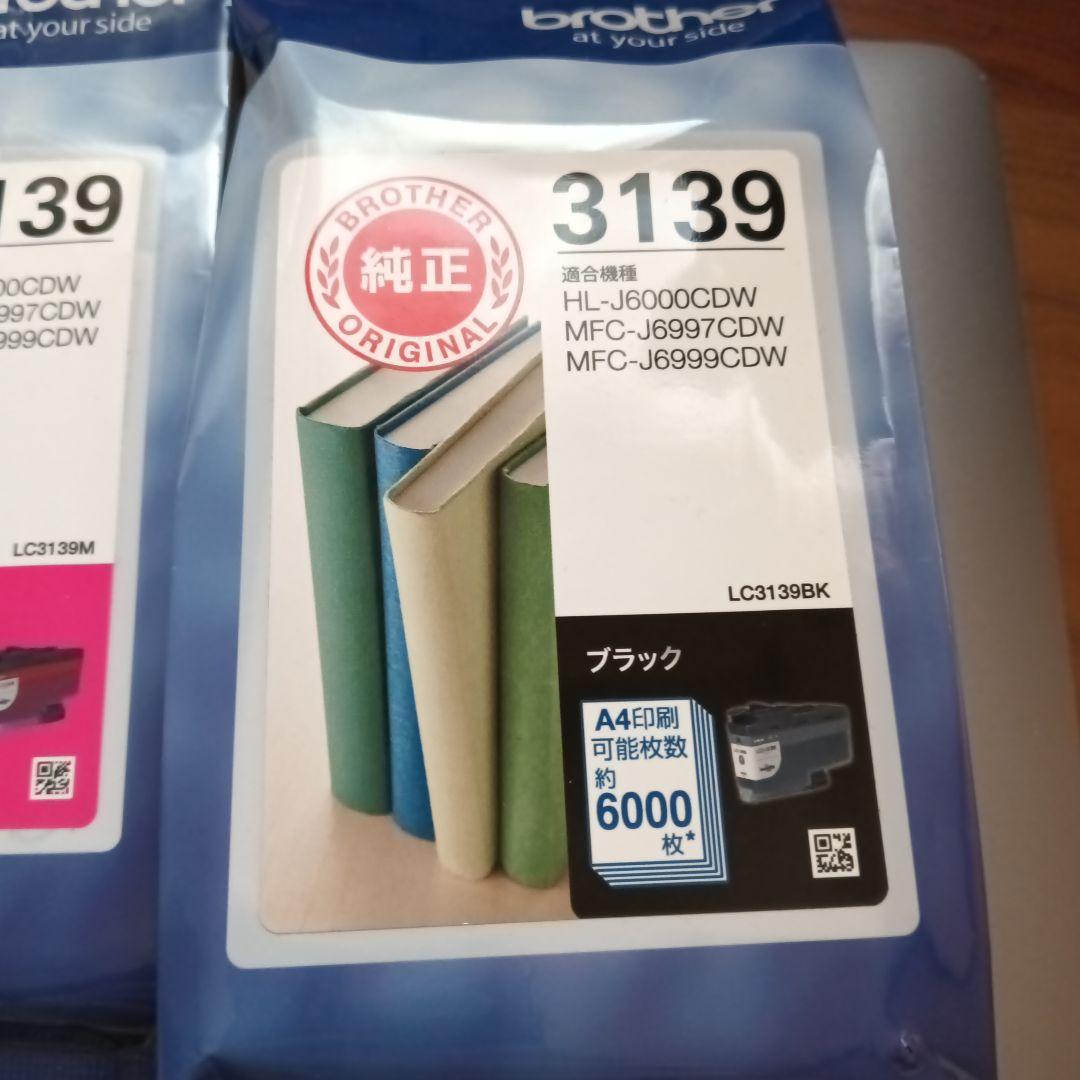 at your side
139
00CDW
997CDW
999CDW
LC3139M
brother
at your side
BROTHER
純正
ORIGINAL
3139
適合機種
HL-J6000CDW
MFC-J6997CDW
MFC-J6999CDW
LC3139BK
ブラック
A4印刷
可能枚数
約
6000
枚*